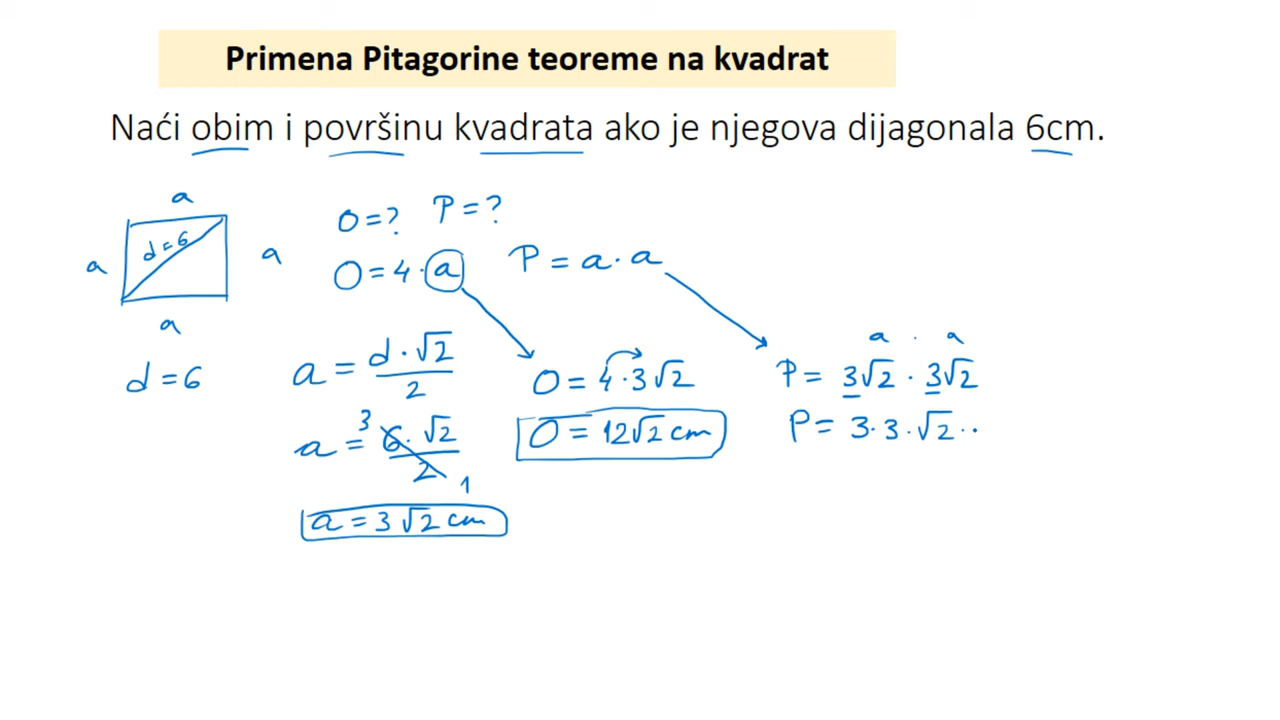 Primena Pitagorine teoreme na kvadrat
Naći obim i površinu kvadrata ako je njegova dijagonala 6cm.
a
a
d=6
a
a
d = 6
O = ? P = ?
O = 4 · a P = a · a
a = d · √2 / 2
a = 6 · √2 / 2
3
1
a = 3√2 cm
O = 4 · 3√2
O = 12√2 cm
a · a
P = 3√2 · 3√2
P = 3 · 3 · √2 · ·